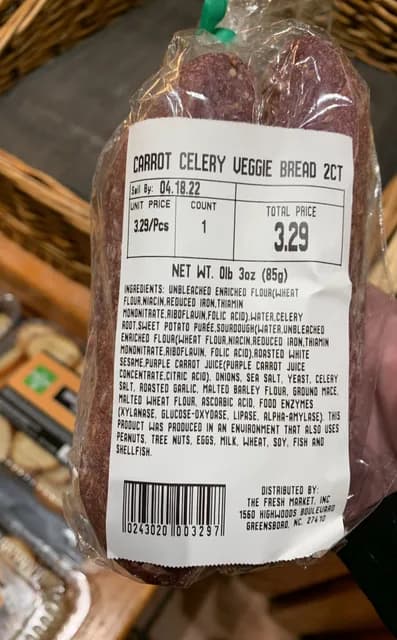 CARROT CELERY VEGGIE BREAD 2CT
Sell By: 04.18.22
UNIT PRICE COUNT TOTAL PRICE
3.29/Pcs 1 3.29
NET WT. 0lb 3oz (85g)
INGREDIENTS: UNBLEACHED ENRICHED FLOUR(WHEAT
FLOUR,NIACIN,REDUCED IRON,THIAMIN
MONONITRATE,RIBOFLAVIN,FOLIC ACID),WATER,CELERY
ROOT,SWEET POTATO PURÉE,SOURDOUGH(WATER,UNBLEACHED
ENRICHED FLOUR(WHEAT FLOUR,NIACIN,REDUCED IRON,THIAMIN
MONONITRATE,RIBOFLAVIN, FOLIC ACID),ROASTED WHITE
SESAME,PURPLE CARROT JUICE(PURPLE CARROT JUICE
CONCENTRATE,CITRIC ACID), ONIONS, SEA SALT, YEAST, CELERY
SALT, ROASTED GARLIC, MALTED BARLEY FLOUR, GROUND MACE,
MALTED WHEAT FLOUR, ASCORBIC ACID, FOOD ENZYMES
(XYLANASE, GLUCOSE-OXYDASE, LIPASE, ALPHA-AMYLASE). THIS
PRODUCT WAS PRODUCED IN AN ENVIRONMENT THAT ALSO USES
PEANUTS, TREE NUTS, EGGS, MILK, WHEAT, SOY, FISH AND
SHELLFISH.
0243020 003297
DISTRIBUTED BY:
THE FRESH MARKET, INC
1560 HIGHWOODS BOULEVARD
GREENSBORO, NC, 27410